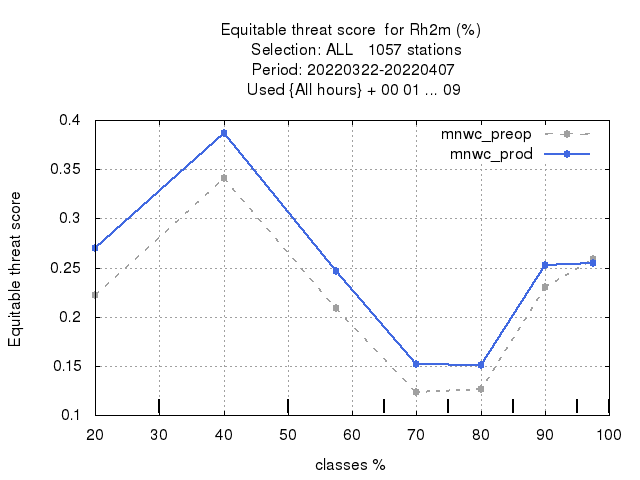 Equitable threat score for Rh2m (%)
Selection: ALL 1057 stations
Period: 20220322-20220407
Used {All hours} + 00 01 ... 09
mnwc_preop
mnwc_prod
Equitable threat score
0.4
0.35
0.3
0.25
0.2
0.15
0.1
20 30 40 50 60 70 80 90 100
classes %